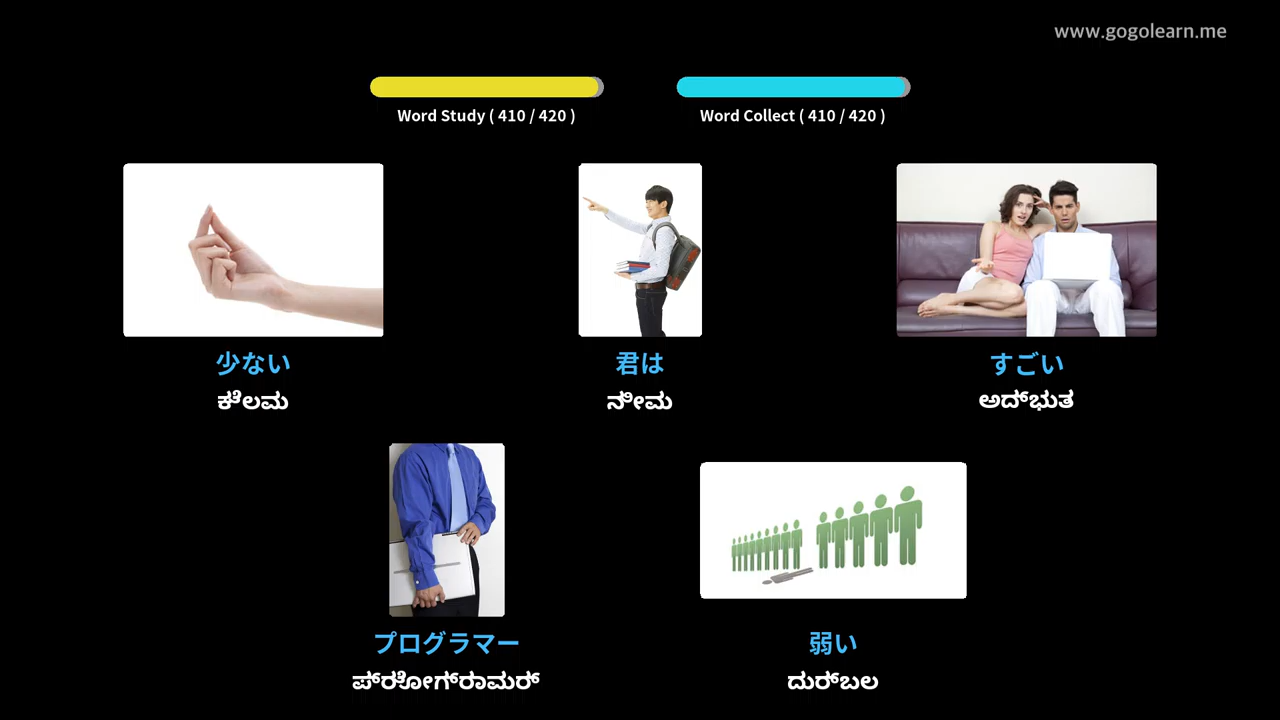 www.gogolearn.me
Word Study ( 410 / 420 )
Word Collect ( 410 / 420 )
少ない
君は
すごい
ಕೆಲವು
ನೀವು
ಅದ್ಭುತ
プログラマー
弱い
ಪ್ರೋಗ್ರಾಮರ್
ದುರ್ಬಲ